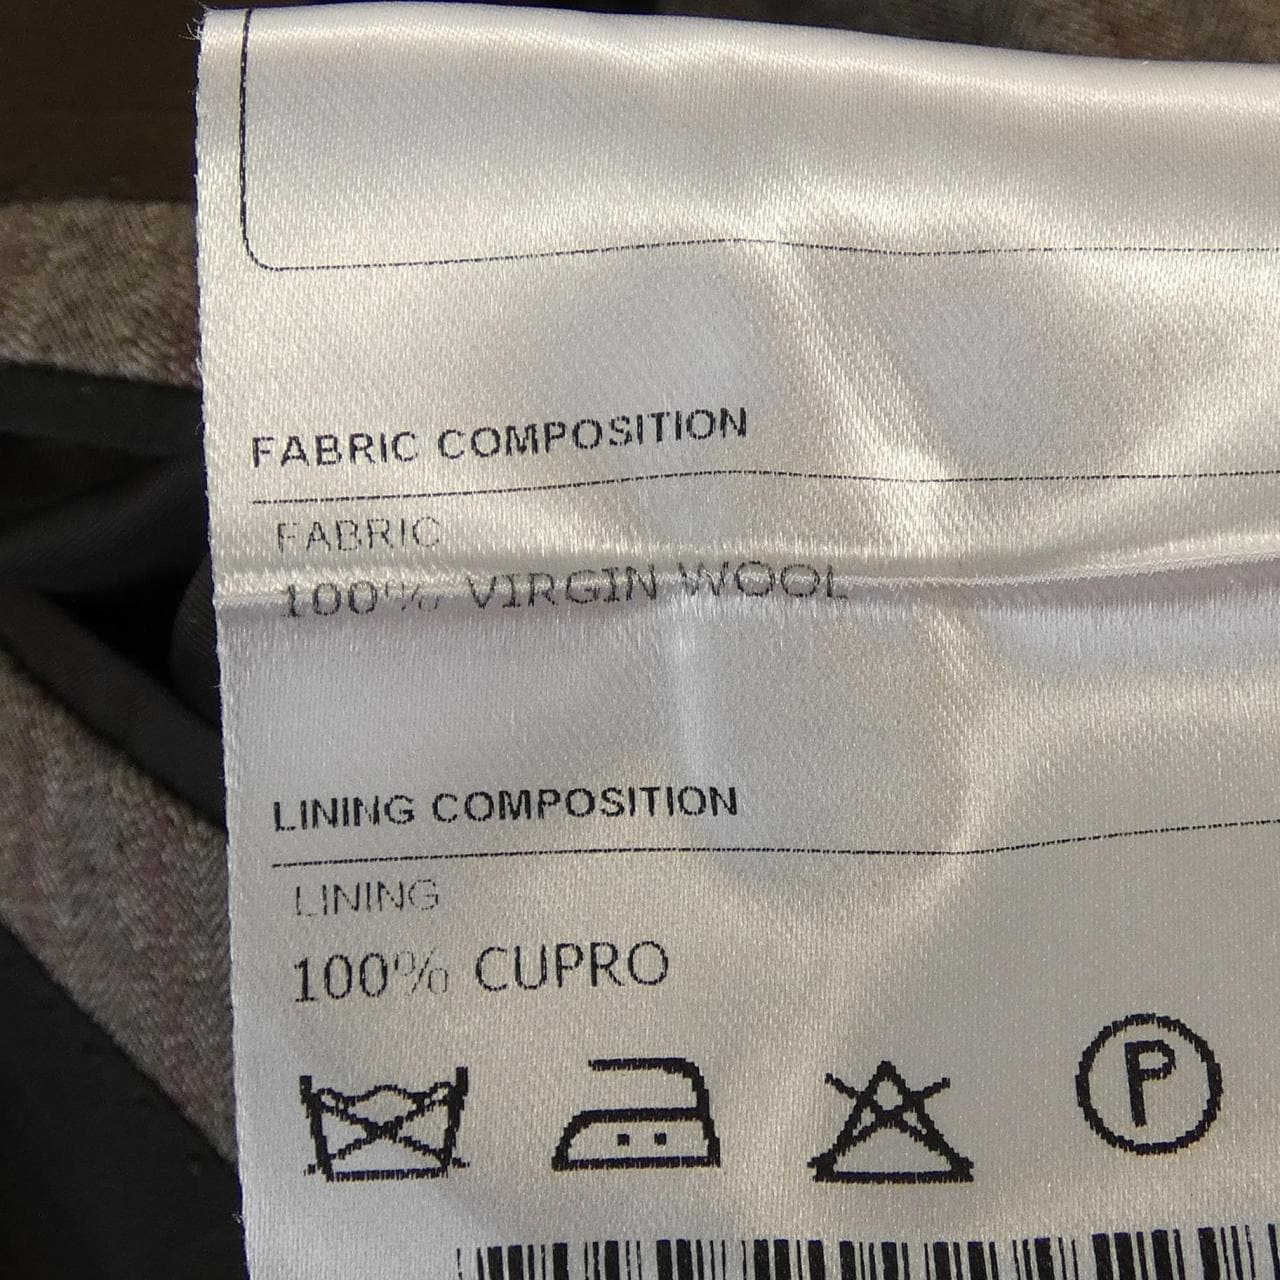 FABRIC COMPOSITION
FABRIC
100% VIRGIN WOOL
LINING COMPOSITION
LINING
100% CUPRO
P